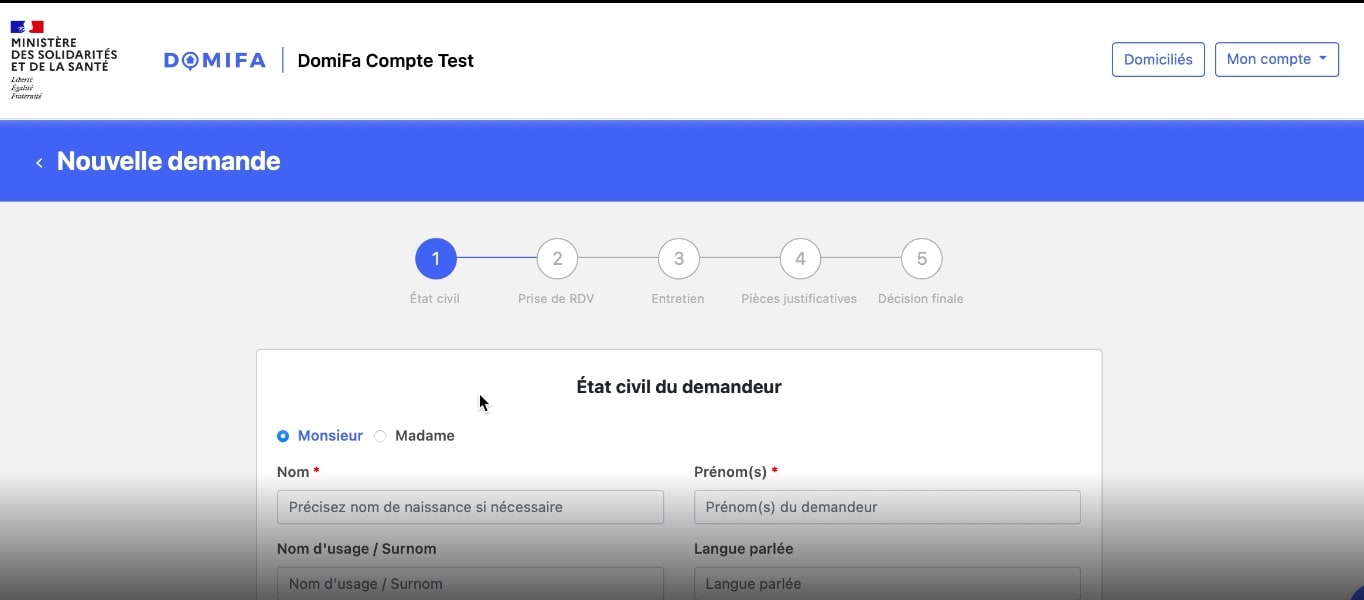 MINISTÈRE
DES SOLIDARITÉS
ET DE LA SANTÉ
Liberté
Égalité
Fraternité
DOMIFA
DomiFa Compte Test
Domiciliés
Mon compte
Nouvelle demande
1
2
3
4
5
État civil
Prise de RDV
Entretien
Pièces justificatives
Décision finale
État civil du demandeur
Monsieur
Madame
Nom *
Prénom(s) *
Précisez nom de naissance si nécessaire
Prénom(s) du demandeur
Nom d'usage / Surnom
Langue parlée
Nom d'usage / Surnom
Langue parlée